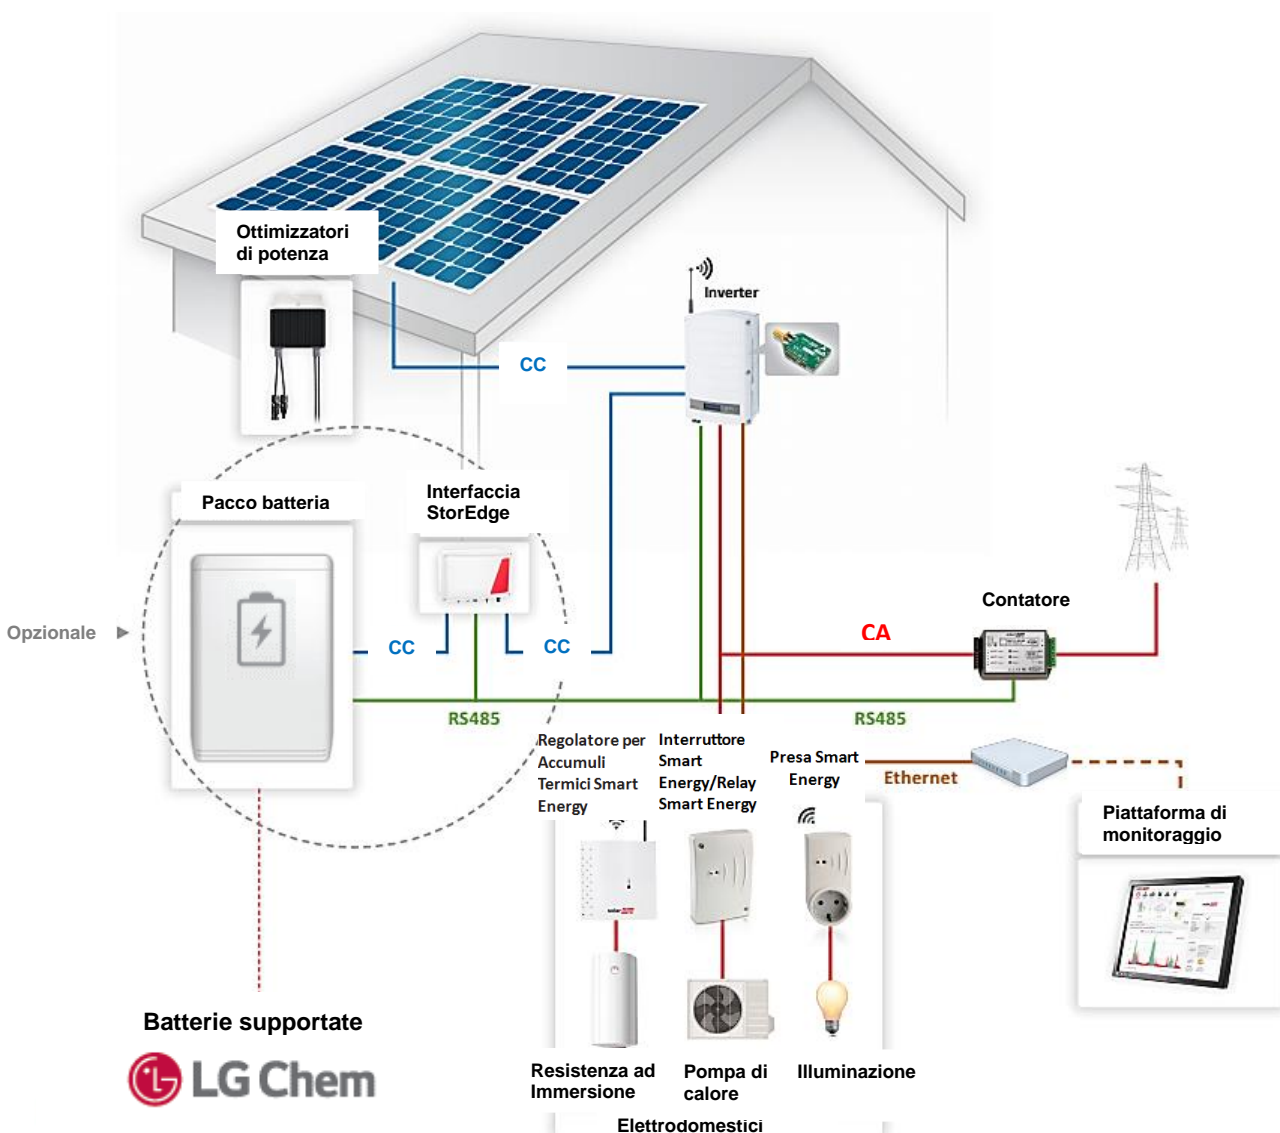 Ottimizzatori
di potenza
Inverter
CC
Pacco batteria
Interfaccia
StorEdge
Opzionale
CC
CC
CA
Contatore
RS485
RS485
Regolatore per
Accumuli
Termici Smart
Energy
Interruttore
Smart
Energy/Relay
Smart Energy
Presa Smart
Energy
Ethernet
Piattaforma di
monitoraggio
Batterie supportate
LG Chem
Resistenza ad
Immersione
Pompa di
calore
Illuminazione
Elettrodomestici